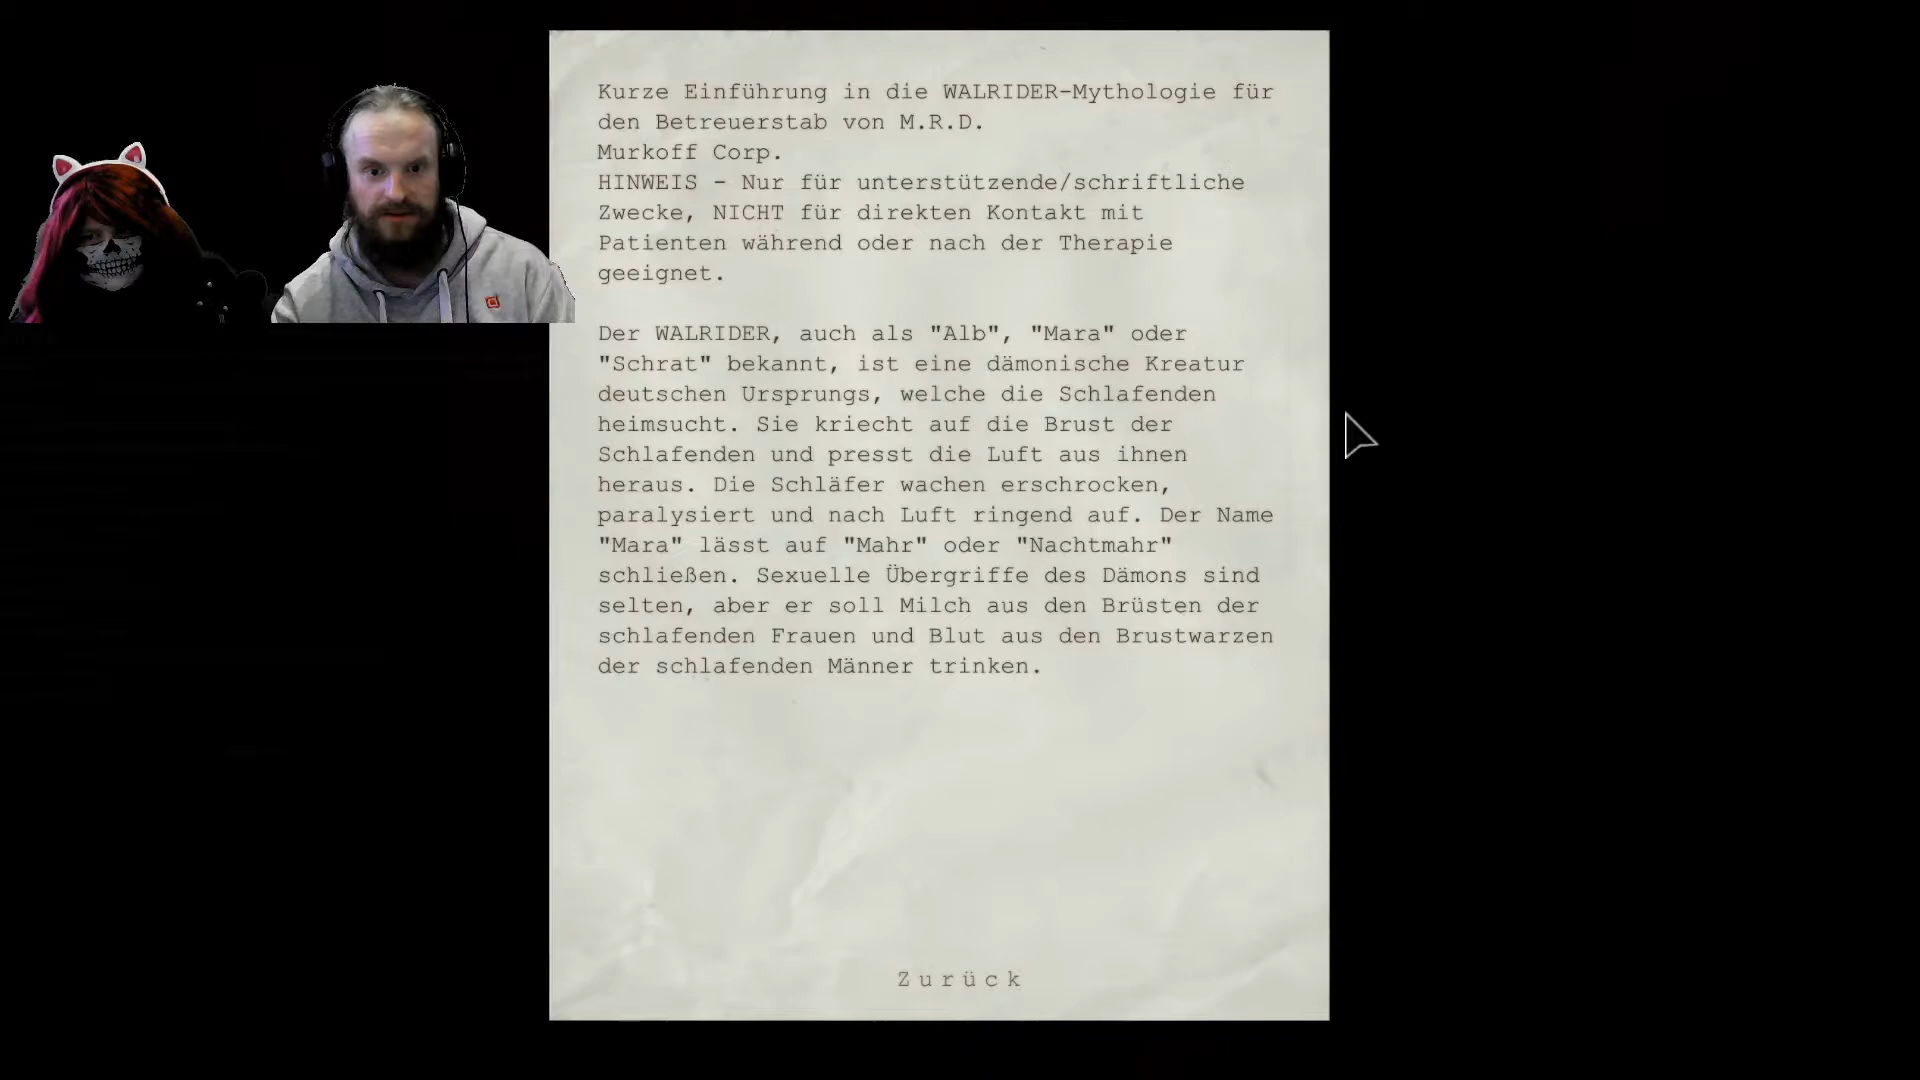 Kurze Einführung in die WALRIDER-Mythologie für
den Betreuerstab von M.R.D.
Murkoff Corp.
HINWEIS - Nur für unterstützende/schriftliche
Zwecke, NICHT für direkten Kontakt mit
Patienten während oder nach der Therapie
geeignet.
Der WALRIDER, auch als "Alb", "Mara" oder
"Schrat" bekannt, ist eine dämonische Kreatur
deutschen Ursprungs, welche die Schlafenden
heimsucht. Sie kriecht auf die Brust der
Schlafenden und presst die Luft aus ihnen
heraus. Die Schläfer wachen erschrocken,
paralysiert und nach Luft ringend auf. Der Name
"Mara" lässt auf "Mahr" oder "Nachtmahr"
schließen. Sexuelle Übergriffe des Dämons sind
selten, aber er soll Milch aus den Brüsten der
schlafenden Frauen und Blut aus den Brustwarzen
der schlafenden Männer trinken.
Zurück